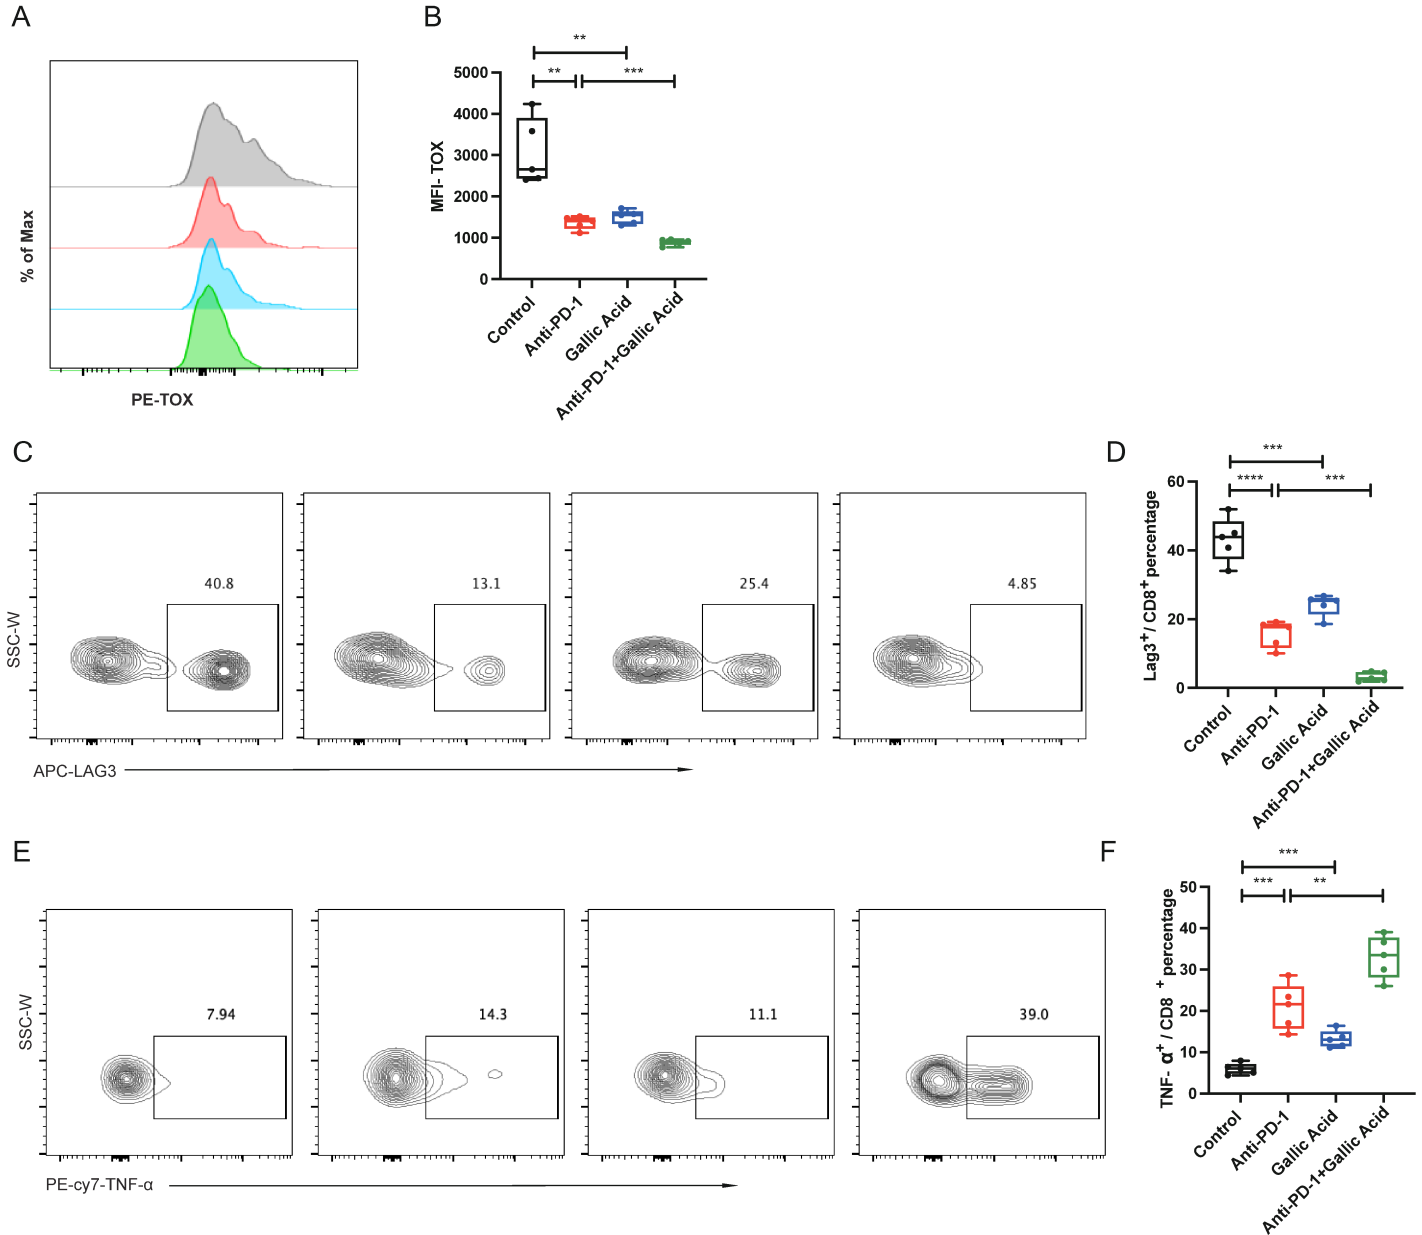 A
% of Max
PE-TOX
B
**
**
***
MFI- TOX
5000
4000
3000
2000
1000
0
Control
Anti-PD-1
Gallic Acid
Anti-PD-1+Gallic Acid
C
SSC-W
40.8
13.1
25.4
4.85
APC-LAG3
D
***
****
***
Lag3+/ CD8+ percentage
60
40
20
0
Control
Anti-PD-1
Gallic Acid
Anti-PD-1+Gallic Acid
E
SSC-W
7.94
14.3
11.1
39.0
PE-cy7-TNF-α
F
***
***
**
TNF- α+ / CD8 + percentage
50
40
30
20
10
0
Control
Anti-PD-1
Gallic Acid
Anti-PD-1+Gallic Acid